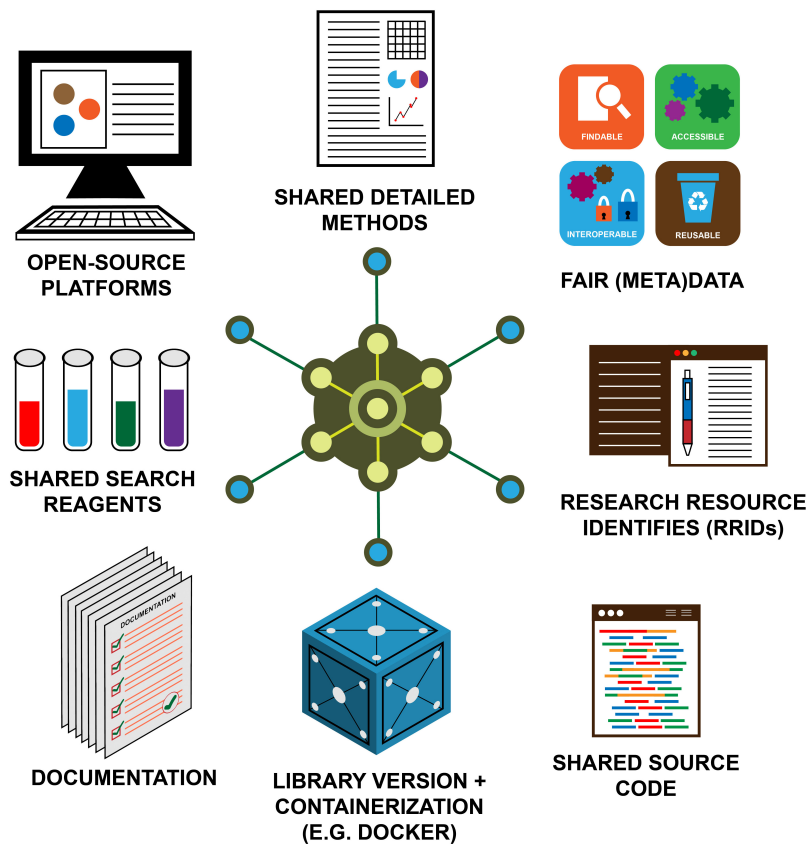 SHARED DETAILED
METHODS
FINDABLE
ACCESSIBLE
INTEROPERABLE
REUSABLE
OPEN-SOURCE
PLATFORMS
FAIR (META)DATA
SHARED SEARCH
REAGENTS
RESEARCH RESOURCE
IDENTIFIES (RRIDs)
DOCUMENTATION
DOCUMENTATION
LIBRARY VERSION +
CONTAINERIZATION
(E.G. DOCKER)
SHARED SOURCE
CODE